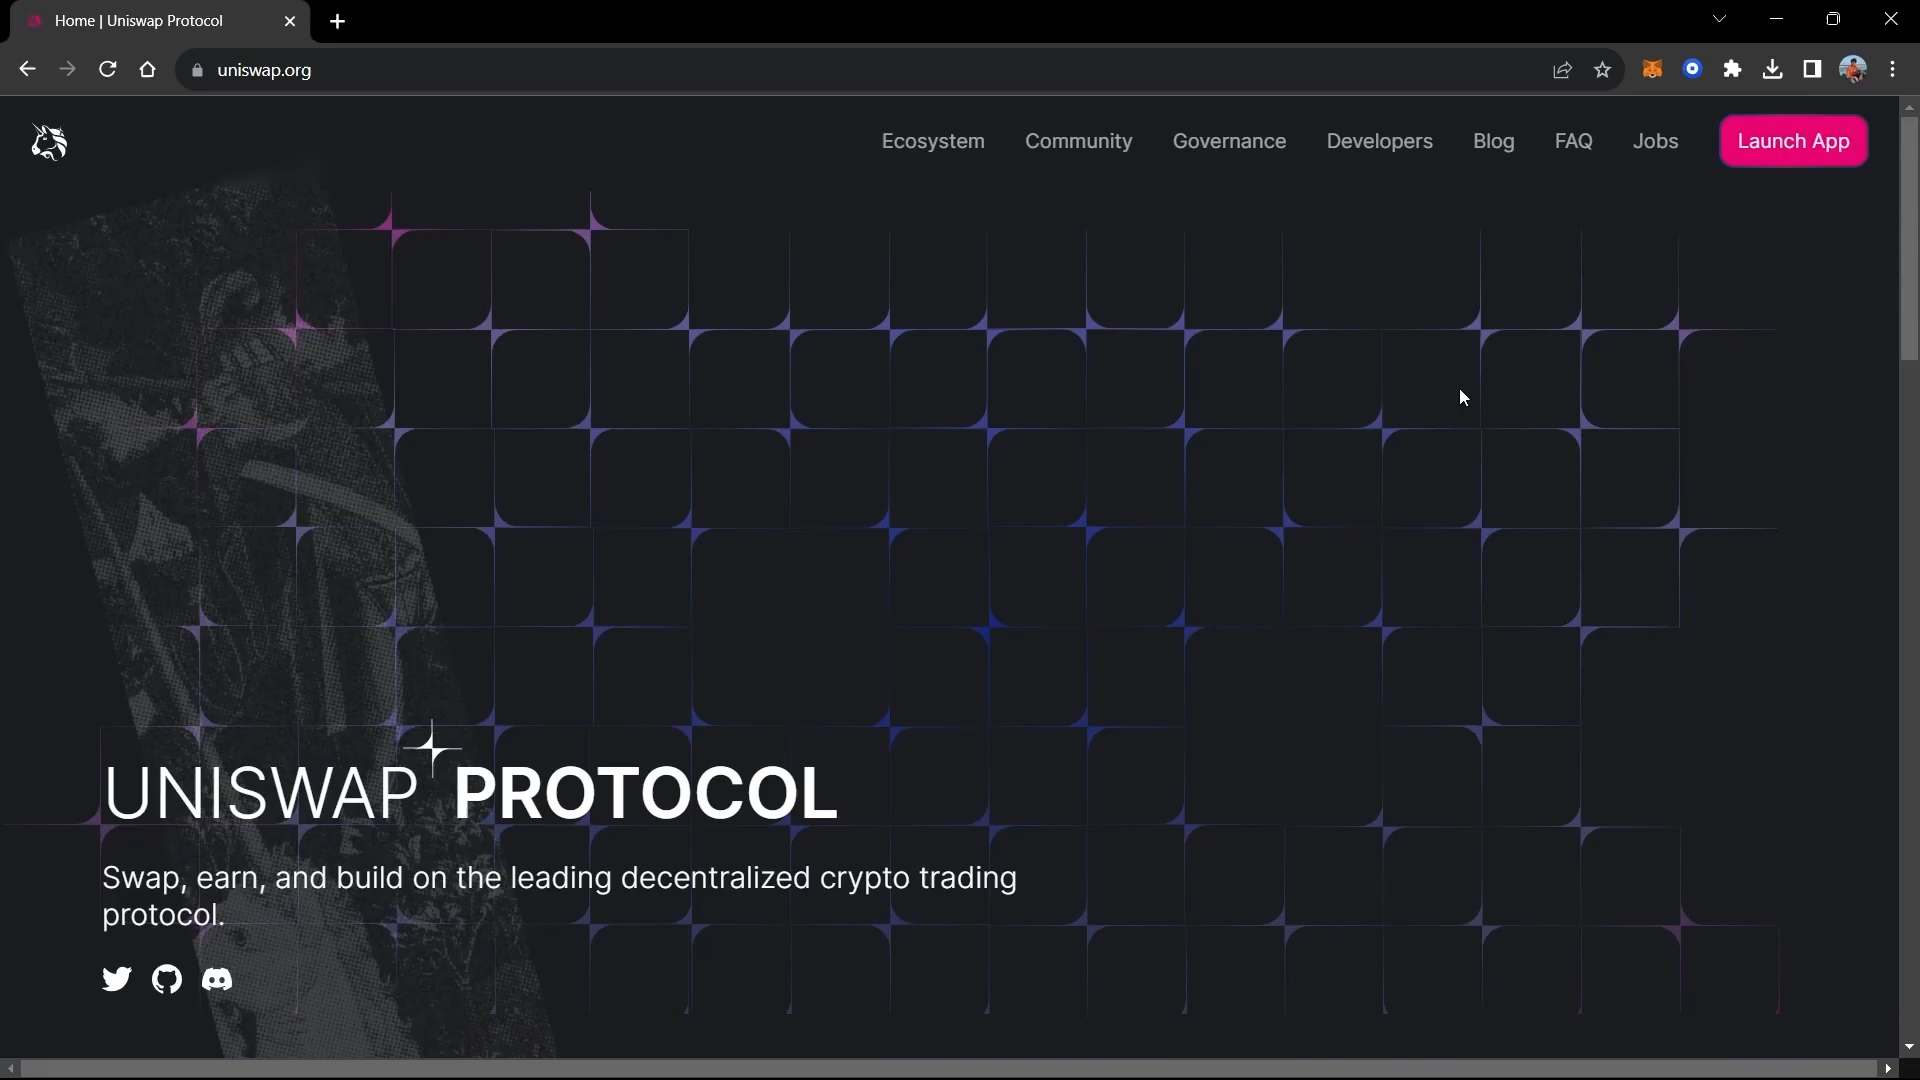 Home | Uniswap Protocol
uniswap.org
Ecosystem Community Governance Developers Blog FAQ Jobs Launch App
UNISWAP PROTOCOL
Swap, earn, and build on the leading decentralized crypto trading
protocol.